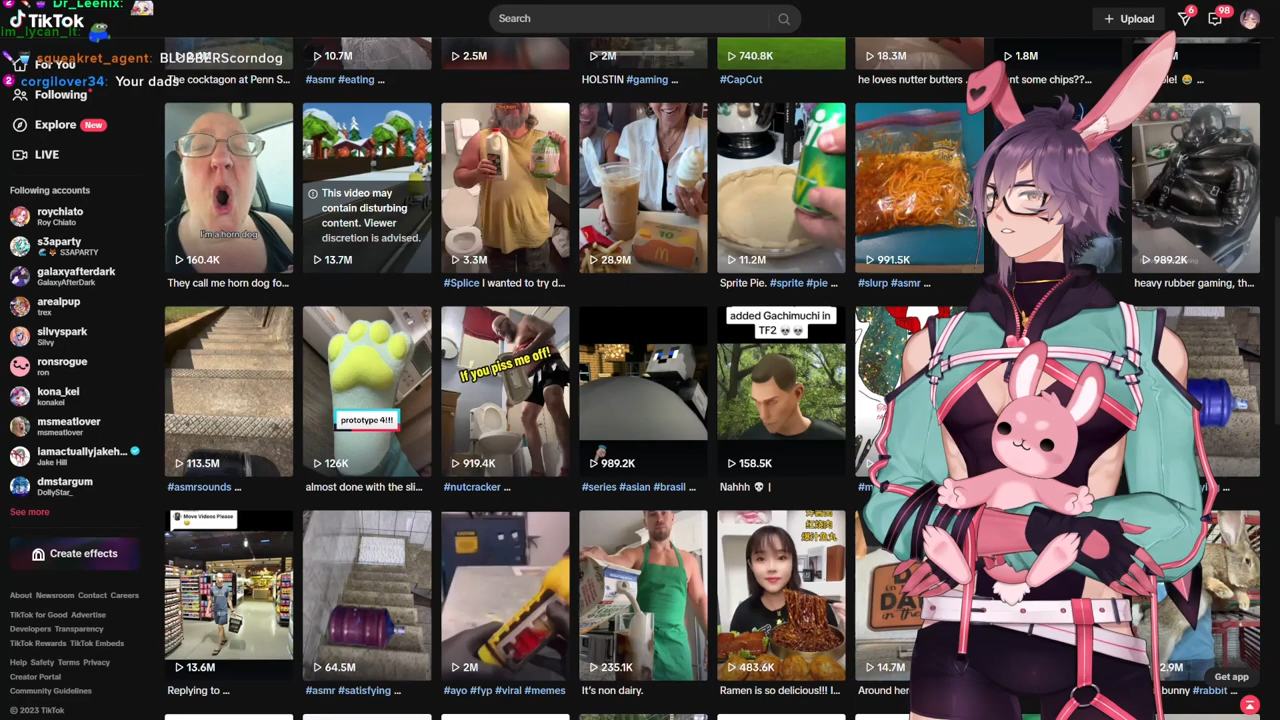 Dr_Leenix:
TikTok
im_lycan_it:
Search
Upload
6
98
squeakret_agent: BLUBBERScorndog
For You
corgilover34: Your dads
Following
Explore
New
LIVE
Following accounts
roychiato
Roy Chiato
s3aparty
S3APARTY
galaxyafterdark
GalaxyAfterDark
arealpup
trex
silvyspark
Silvy
ronsrogue
ron
kona_kei
konakei
msmeatlover
msmeatlover
iamactuallyjakeh...
Jake Hill
dmstargum
DollyStar_
See more
Create effects
About Newsroom Contact Careers
TikTok for Good Advertise
Developers Transparency
TikTok Rewards TikTok Embeds
Help Safety Terms Privacy
Creator Portal
Community Guidelines
© 2023 TikTok
10.7M
2.5M
2M
740.8K
18.3M
1.8M
The cocktagon at Penn S...
#asmr #eating ...
HOLSTIN #gaming ...
#CapCut
he loves nutter butters ...
nt some chips??...
I'm a horn dog
160.4K
This video may
contain disturbing
content. Viewer
discretion is advised.
13.7M
3.3M
28.9M
11.2M
991.5K
989.2K
They call me horn dog fo...
#Splice I wanted to try d...
Sprite Pie. #sprite #pie ...
#slurp #asmr ...
heavy rubber gaming, th...
113.5M
prototype 4!!!
126K
If you piss me off!
919.4K
989.2K
added Gachimuchi in
TF2
158.5K
#asmrsounds ...
almost done with the sli...
#nutcracker ...
#series #asian #brasil ...
Nahhh |
Move Videos Please
13.6M
64.5M
2M
235.1K
483.6K
14.7M
2.9M
Replying to ...
#asmr #satisfying ...
#ayo #fyp #viral #memes
It's non dairy.
Ramen is so delicious!!! I...
Around her
bunny #rabbit ...
Get app